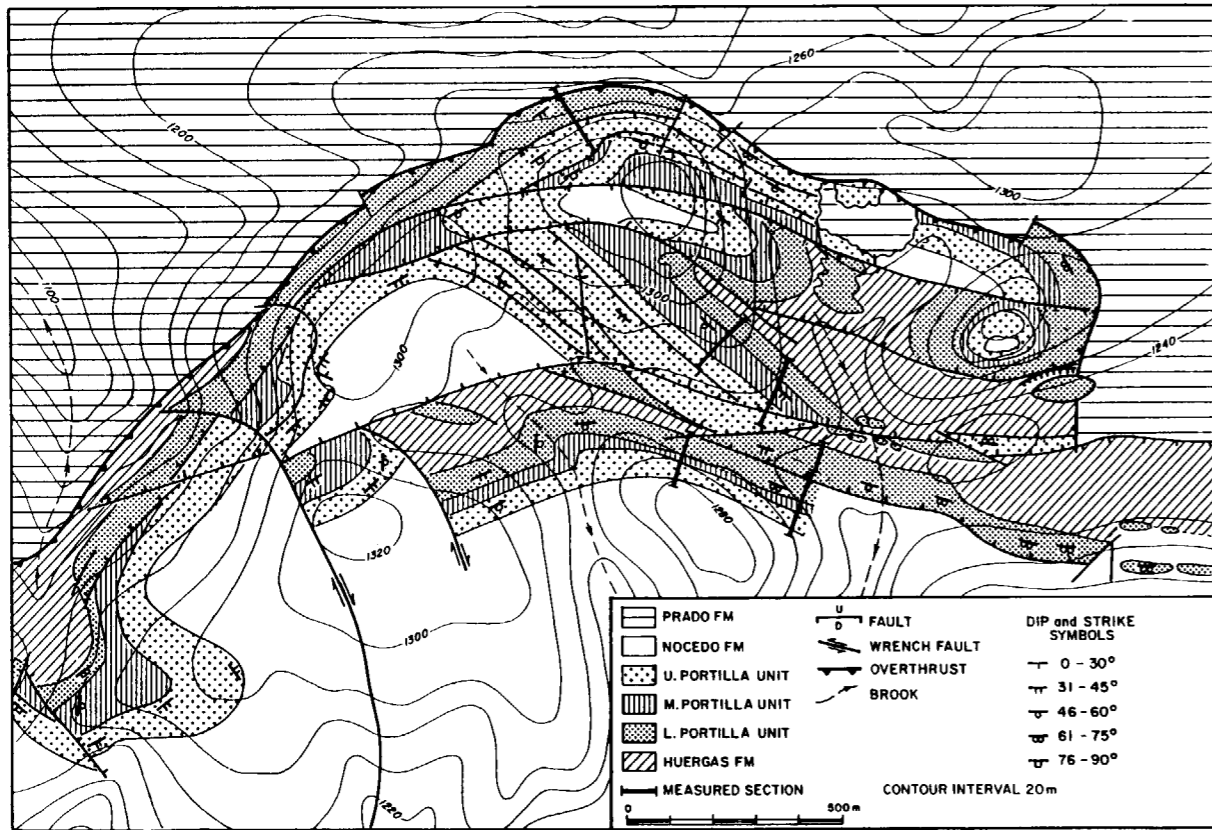 1260
1200
1300
1100
1300
1240
1300
1280
1320
1300
1220
PRADO FM
NOCEDO FM
U. PORTILLA UNIT
M. PORTILLA UNIT
L. PORTILLA UNIT
HUERGAS FM
MEASURED SECTION
0 500m
U
D
FAULT
WRENCH FAULT
OVERTHRUST
BROOK
DIP and STRIKE
SYMBOLS
0 - 30°
31 - 45°
46 - 60°
61 - 75°
76 - 90°
CONTOUR INTERVAL 20m